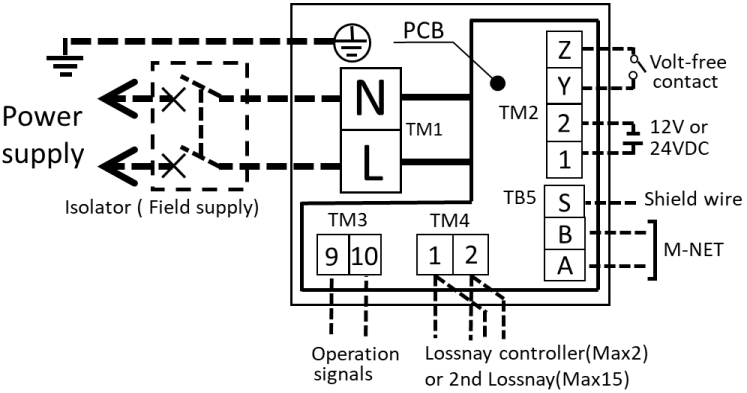 PCB
Z
Y
Volt-free
contact
N
L
TM1
TM2
2
1
12V or
24VDC
Power
supply
Isolator ( Field supply)
TB5
S
B
A
Shield wire
M-NET
TM3
9 10
TM4
1 2
Operation
signals
Lossnay controller(Max2)
or 2nd Lossnay(Max15)